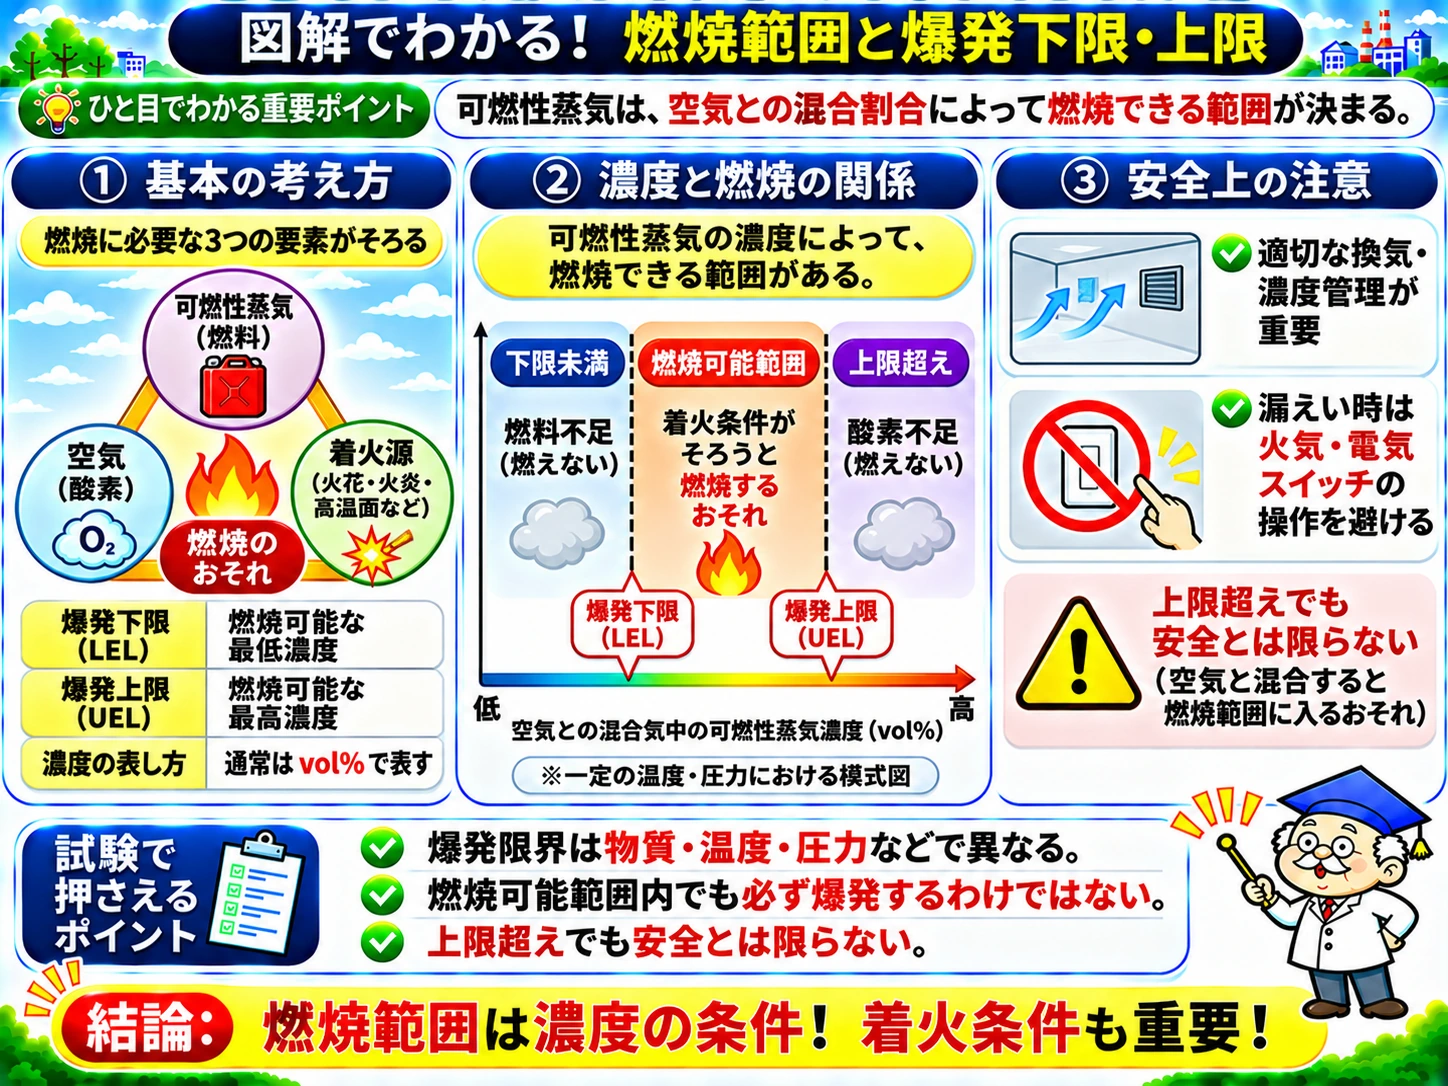 図解でわかる！ 燃焼範囲と爆発下限・上限
ひと目でわかる重要ポイント
可燃性蒸気は、空気との混合割合によって燃焼できる範囲が決まる。
① 基本の考え方
燃焼に必要な3つの要素がそろる
可燃性蒸気
（燃料）
空気
（酸素）
O₂
着火源
（火花・火炎・
高温面など）
燃焼の
おそれ
爆発下限
（LEL）
燃焼可能な
最低濃度
爆発上限
（UEL）
燃焼可能な
最高濃度
濃度の表し方
通常は vol% で表す
② 濃度と燃焼の関係
可燃性蒸気の濃度によって、
燃焼できる範囲がある。
下限未満
燃料不足
（燃えない）
燃焼可能範囲
着火条件が
そろうと
燃焼する
おそれ
上限超え
酸素不足
（燃えない）
爆発下限
（LEL）
爆発上限
（UEL）
低
高
空気との混合気中の可燃性蒸気濃度（vol%）
※一定の温度・圧力における模式図
③ 安全上の注意
適切な換気・
濃度管理が
重要
漏えい時は
火気・電気
スイッチの
操作を避ける
上限超えでも
安全とは限らない
（空気と混合すると
燃焼範囲に入るおそれ）
試験で
押さえる
ポイント
爆発限界は物質・温度・圧力などで異なる。
燃焼可能範囲内でも必ず爆発するわけではない。
上限超えでも安全とは限らない。
結論：
燃焼範囲は濃度の条件！ 着火条件も重要！